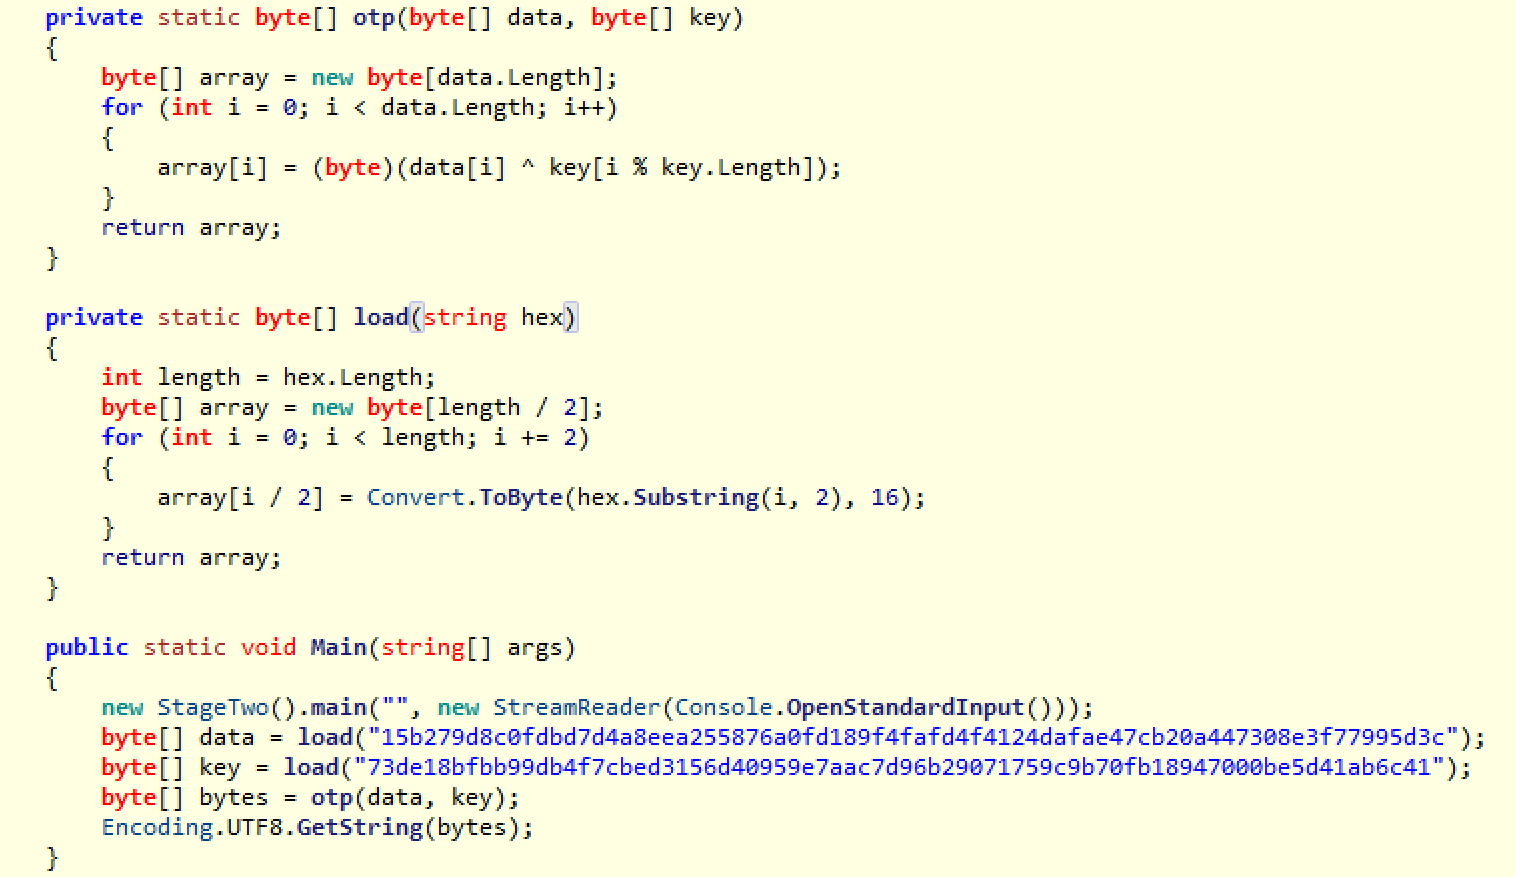 private static byte[] otp(byte[] data, byte[] key)
{
byte[] array = new byte[data.Length];
for (int i = 0; i < data.Length; i++)
{
array[i] = (byte)(data[i] ^ key[i % key.Length]);
}
return array;
}
private static byte[] load(string hex)
{
int length = hex.Length;
byte[] array = new byte[length / 2];
for (int i = 0; i < length; i += 2)
{
array[i / 2] = Convert.ToByte(hex.Substring(i, 2), 16);
}
return array;
}
public static void Main(string[] args)
{
new StageTwo().main("", new StreamReader(Console.OpenStandardInput()));
byte[] data = load("15b279d8c0fdbd7d4a8eea255876a0fd189f4fafd4f4124dafae47cb20a447308e3f77995d3c");
byte[] key = load("73de18bfbb99db4f7cbed3156d40959e7aac7d96b29071759c9b70fb18947000be5d41ab6c41");
byte[] bytes = otp(data, key);
Encoding.UTF8.GetString(bytes);
}